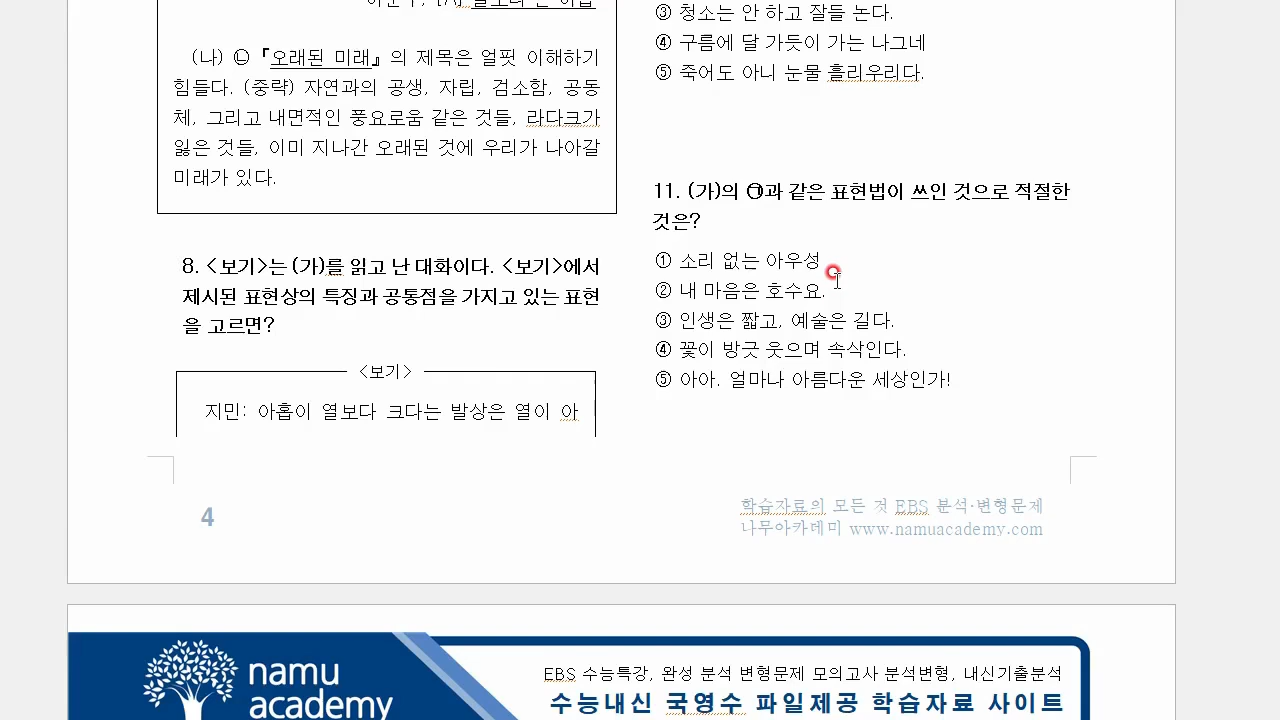 (나) ㉡『오래된 미래』의 제목은 얼핏 이해하기
힘들다. (중략) 자연과의 공생, 자립, 검소함, 공동
체, 그리고 내면적인 풍요로움 같은 것들, 라다크가
잃은 것들, 이미 지나간 오래된 것에 우리가 나아갈
미래가 있다.
8. <보기>는 (가)를 읽고 난 대화이다. <보기>에서
제시된 표현상의 특징과 공통점을 가지고 있는 표현
을 고르면?
<보기>
지민: 아홉이 열보다 크다는 발상은 열이 아
③ 청소는 안 하고 잘들 논다.
④ 구름에 달 가듯이 가는 나그네
⑤ 죽어도 아니 눈물 흘리우리다.
11. (가)의 ㉠과 같은 표현법이 쓰인 것으로 적절한
것은?
① 소리 없는 아우성
② 내 마음은 호수요.
③ 인생은 짧고, 예술은 길다.
④ 꽃이 방긋 웃으며 속삭인다.
⑤ 아아. 얼마나 아름다운 세상인가!
4
학습자료의 모든 것 EBS 분석·변형문제
나무아카데미 www.namuacademy.com
namu
academy
EBS 수능특강, 완성 분석 변형문제 모의고사 분석변형, 내신기출분석
수능내신 국영수 파일제공 학습자료 사이트